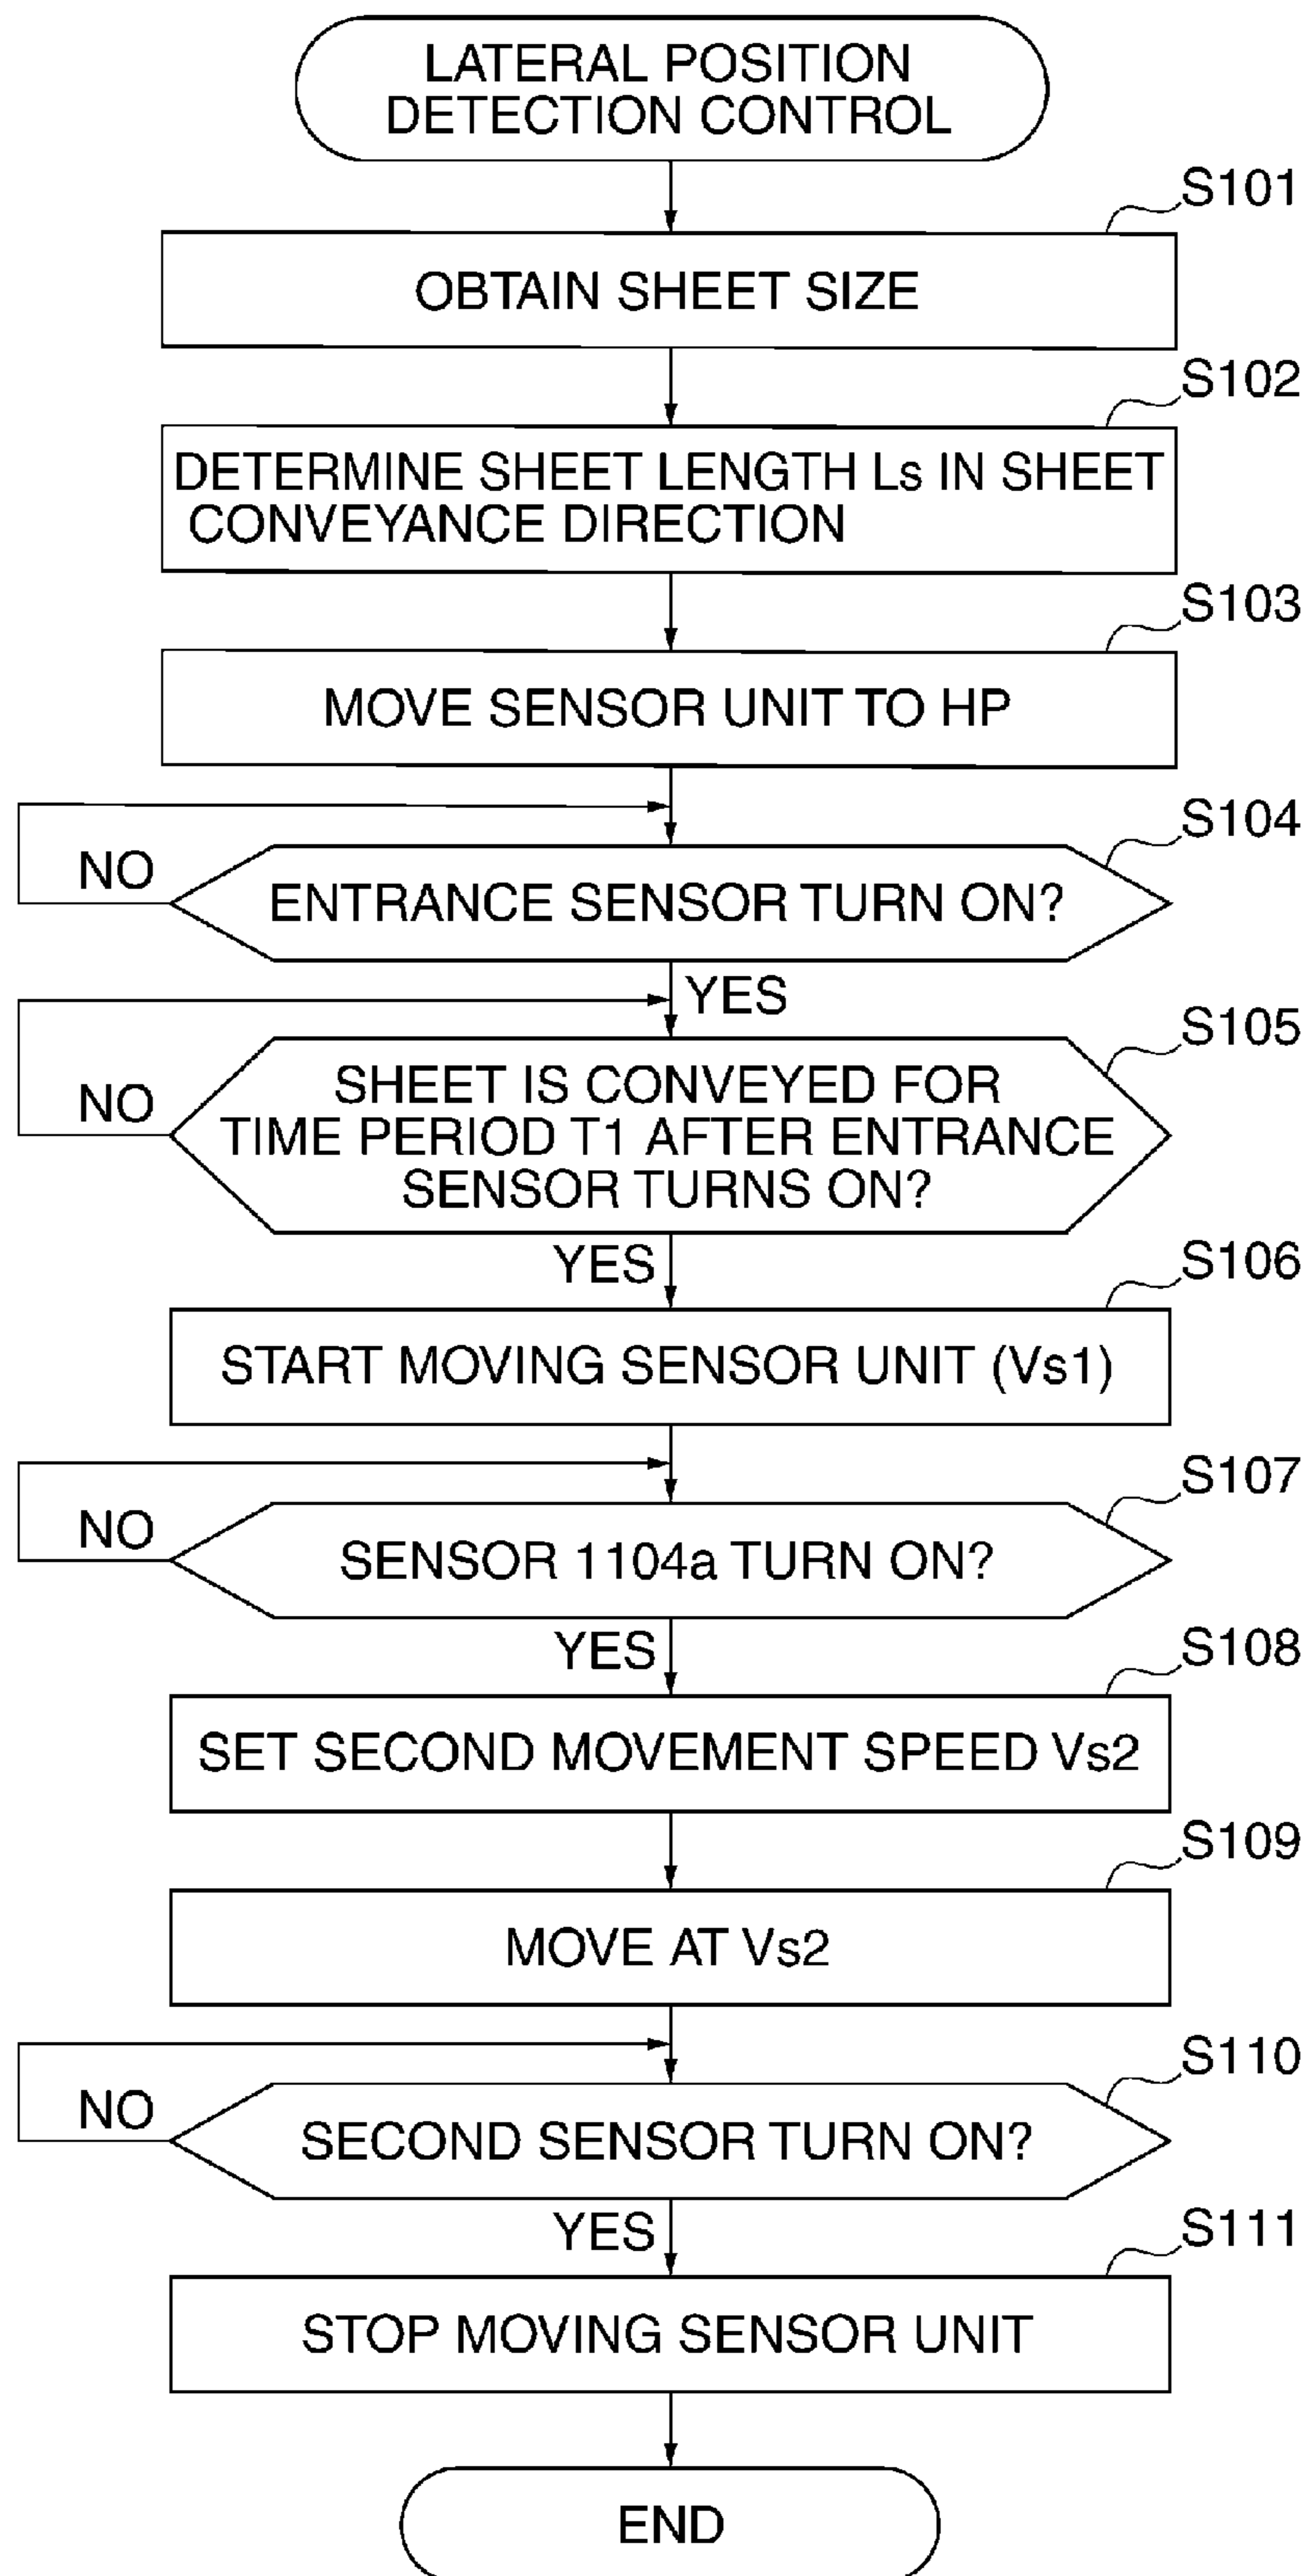 LATERAL POSITION
DETECTION CONTROL
S101
OBTAIN SHEET SIZE
S102
DETERMINE SHEET LENGTH Ls IN SHEET
CONVEYANCE DIRECTION
S103
MOVE SENSOR UNIT TO HP
S104
NO
ENTRANCE SENSOR TURN ON?
YES
S105
NO
SHEET IS CONVEYED FOR
TIME PERIOD T1 AFTER ENTRANCE
SENSOR TURNS ON?
YES
S106
START MOVING SENSOR UNIT (Vs1)
S107
NO
SENSOR 1104a TURN ON?
YES
S108
SET SECOND MOVEMENT SPEED Vs2
S109
MOVE AT Vs2
S110
NO
SECOND SENSOR TURN ON?
YES
S111
STOP MOVING SENSOR UNIT
END